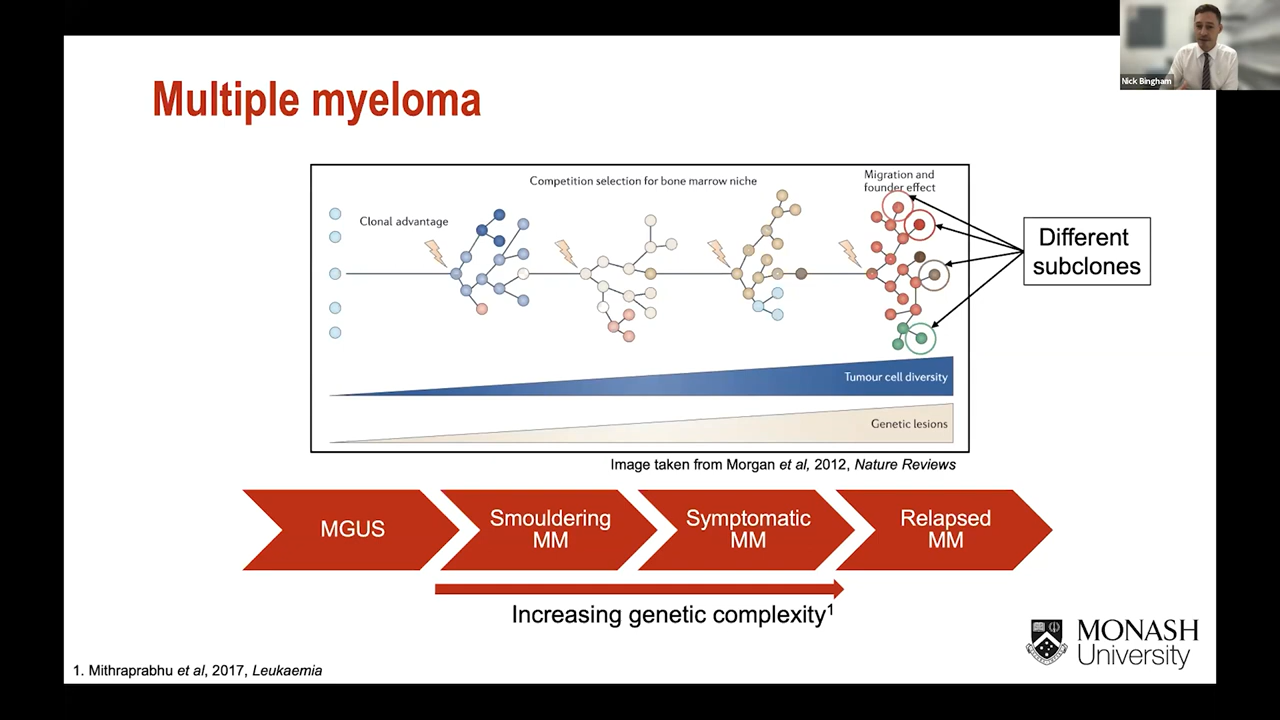 Nick Bingham
Multiple myeloma
Competition selection for bone marrow niche
Migration and
founder effect
Clonal advantage
Different
subclones
Tumour cell diversity
Genetic lesions
Image taken from Morgan et al, 2012, Nature Reviews
MGUS
Smouldering
MM
Symptomatic
MM
Relapsed
MM
Increasing genetic complexity¹
MONASH
University
1. Mithraprabhu et al, 2017, Leukaemia